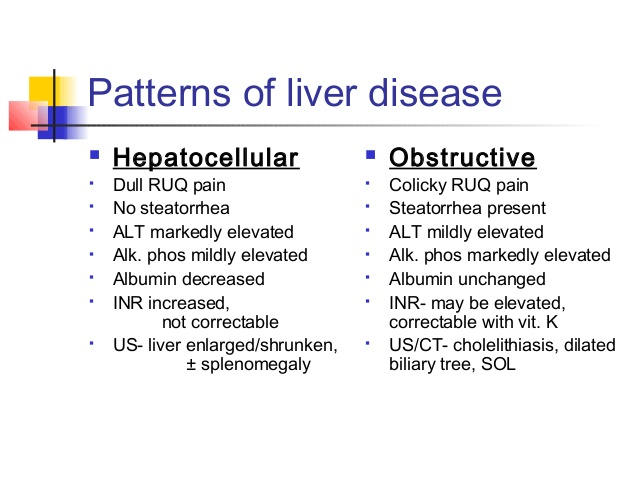 Patterns of liver disease
Hepatocellular
Dull RUQ pain
No steatorrhea
ALT markedly elevated
Alk. phos mildly elevated
Albumin decreased
INR increased,
not correctable
US- liver enlarged/shrunken,
± splenomegaly
Obstructive
Colicky RUQ pain
Steatorrhea present
ALT mildly elevated
Alk. phos markedly elevated
Albumin unchanged
INR- may be elevated,
correctable with vit. K
US/CT- cholelithiasis, dilated
biliary tree, SOL